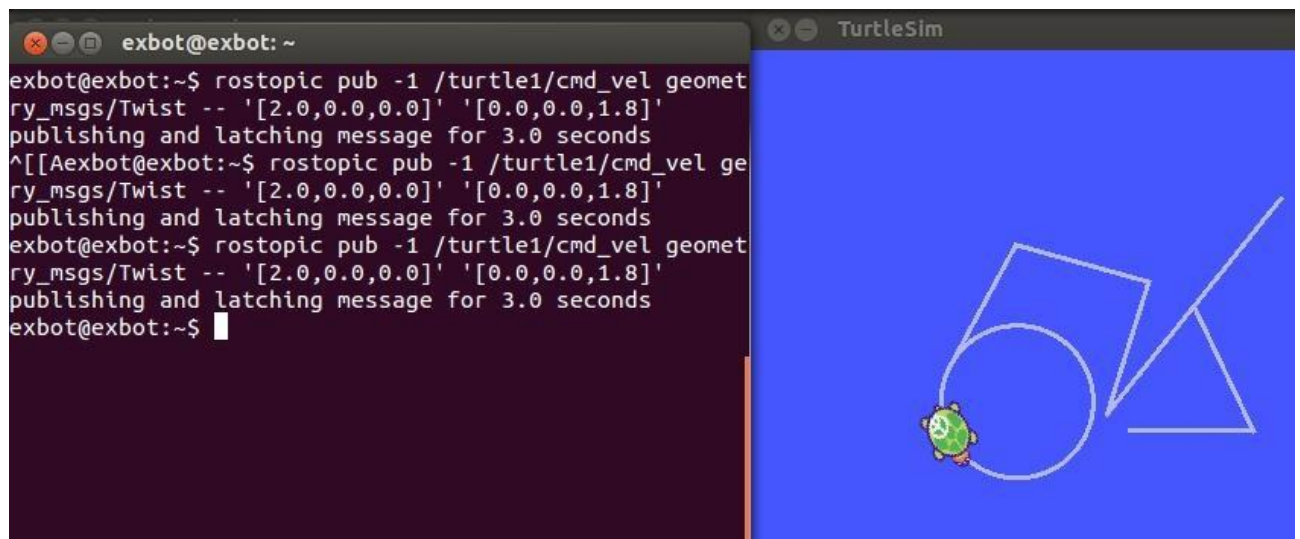 exbot@exbot: ~
TurtleSim
exbot@exbot:~$ rostopic pub -1 /turtle1/cmd_vel geomet
ry_msgs/Twist -- '[2.0,0.0,0.0]' '[0.0,0.0,1.8]'
publishing and latching message for 3.0 seconds
^[[Aexbot@exbot:~$ rostopic pub -1 /turtle1/cmd_vel ge
ry_msgs/Twist -- '[2.0,0.0,0.0]' '[0.0,0.0,1.8]'
publishing and latching message for 3.0 seconds
exbot@exbot:~$ rostopic pub -1 /turtle1/cmd_vel geomet
ry_msgs/Twist -- '[2.0,0.0,0.0]' '[0.0,0.0,1.8]'
publishing and latching message for 3.0 seconds
exbot@exbot:~$